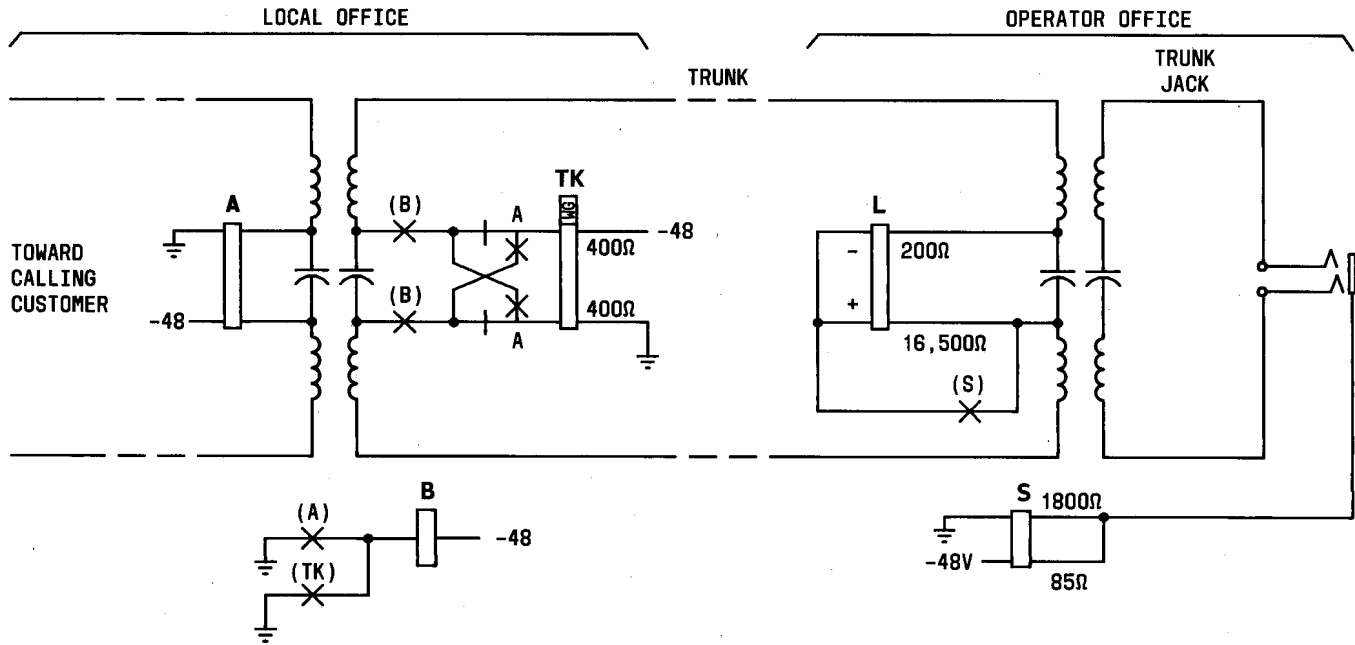 LOCAL OFFICE
OPERATOR OFFICE
TRUNK
TRUNK
JACK
A
(B)
A
TK
WG
-48
400Ω
L
-
200Ω
TOWARD
CALLING
CUSTOMER
-48
(B)
A
400Ω
+
16,500Ω
(S)
B
(A)
-48
(TK)
S
1800Ω
-48V
85Ω